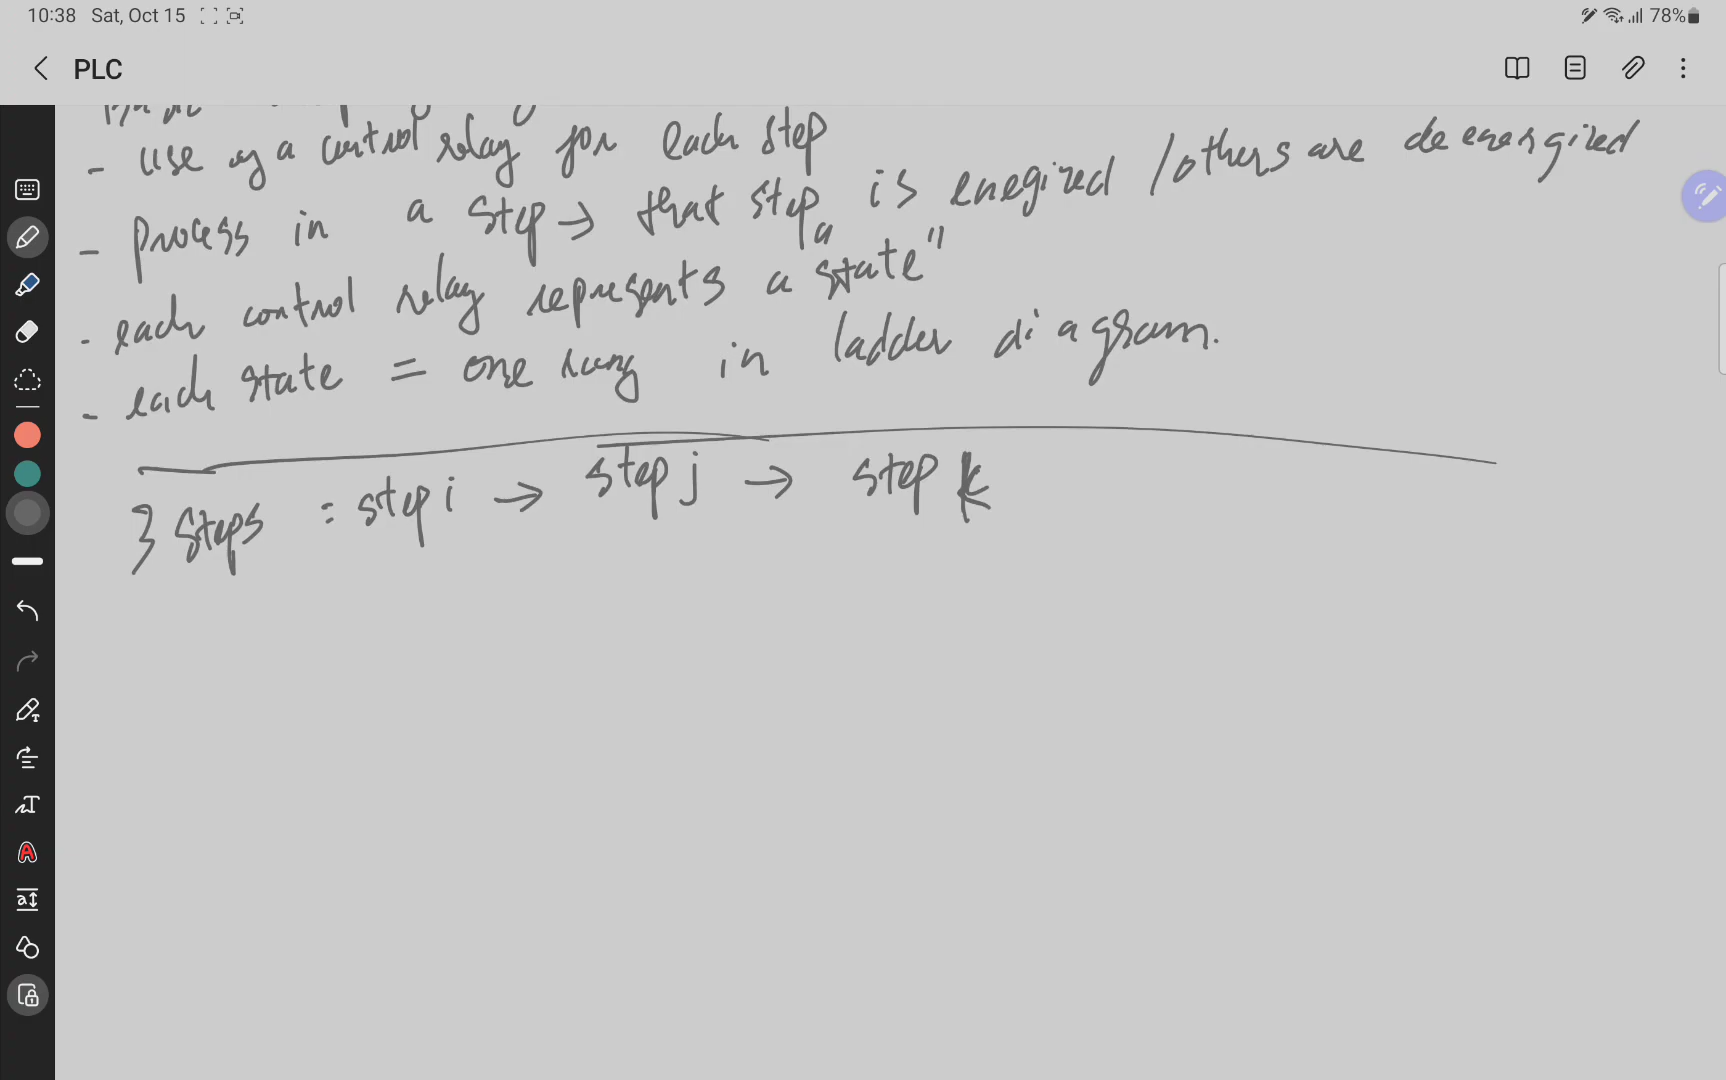 10:38 Sat, Oct 15 78%
PLC
- use of a control relay for each step
- process in a step → that step is enegized / others are de energized
- each control relay represents a "state"
- each state = one rung in ladder diagram.
3 steps : step i → step j → step k